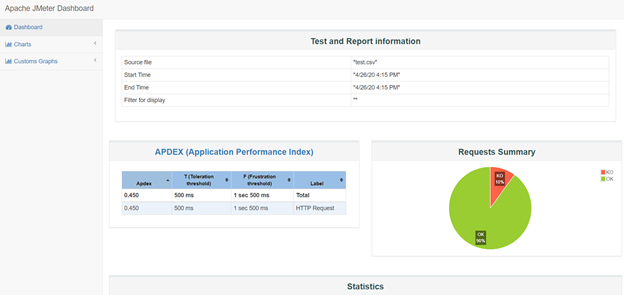 Apache JMeter Dashboard
Dashboard
Charts
Customs Graphs
Test and Report information
Source file "test.csv"
Start Time "4/26/20 4:15 PM"
End Time "4/26/20 4:15 PM"
Filter for display ""
APDEX (Application Performance Index)
Apdex T (Toleration threshold) F (Frustration threshold) Label
0.450 500 ms 1 sec 500 ms Total
0.450 500 ms 1 sec 500 ms HTTP Request
Requests Summary
KO
10%
OK
KO
OK
Statistics